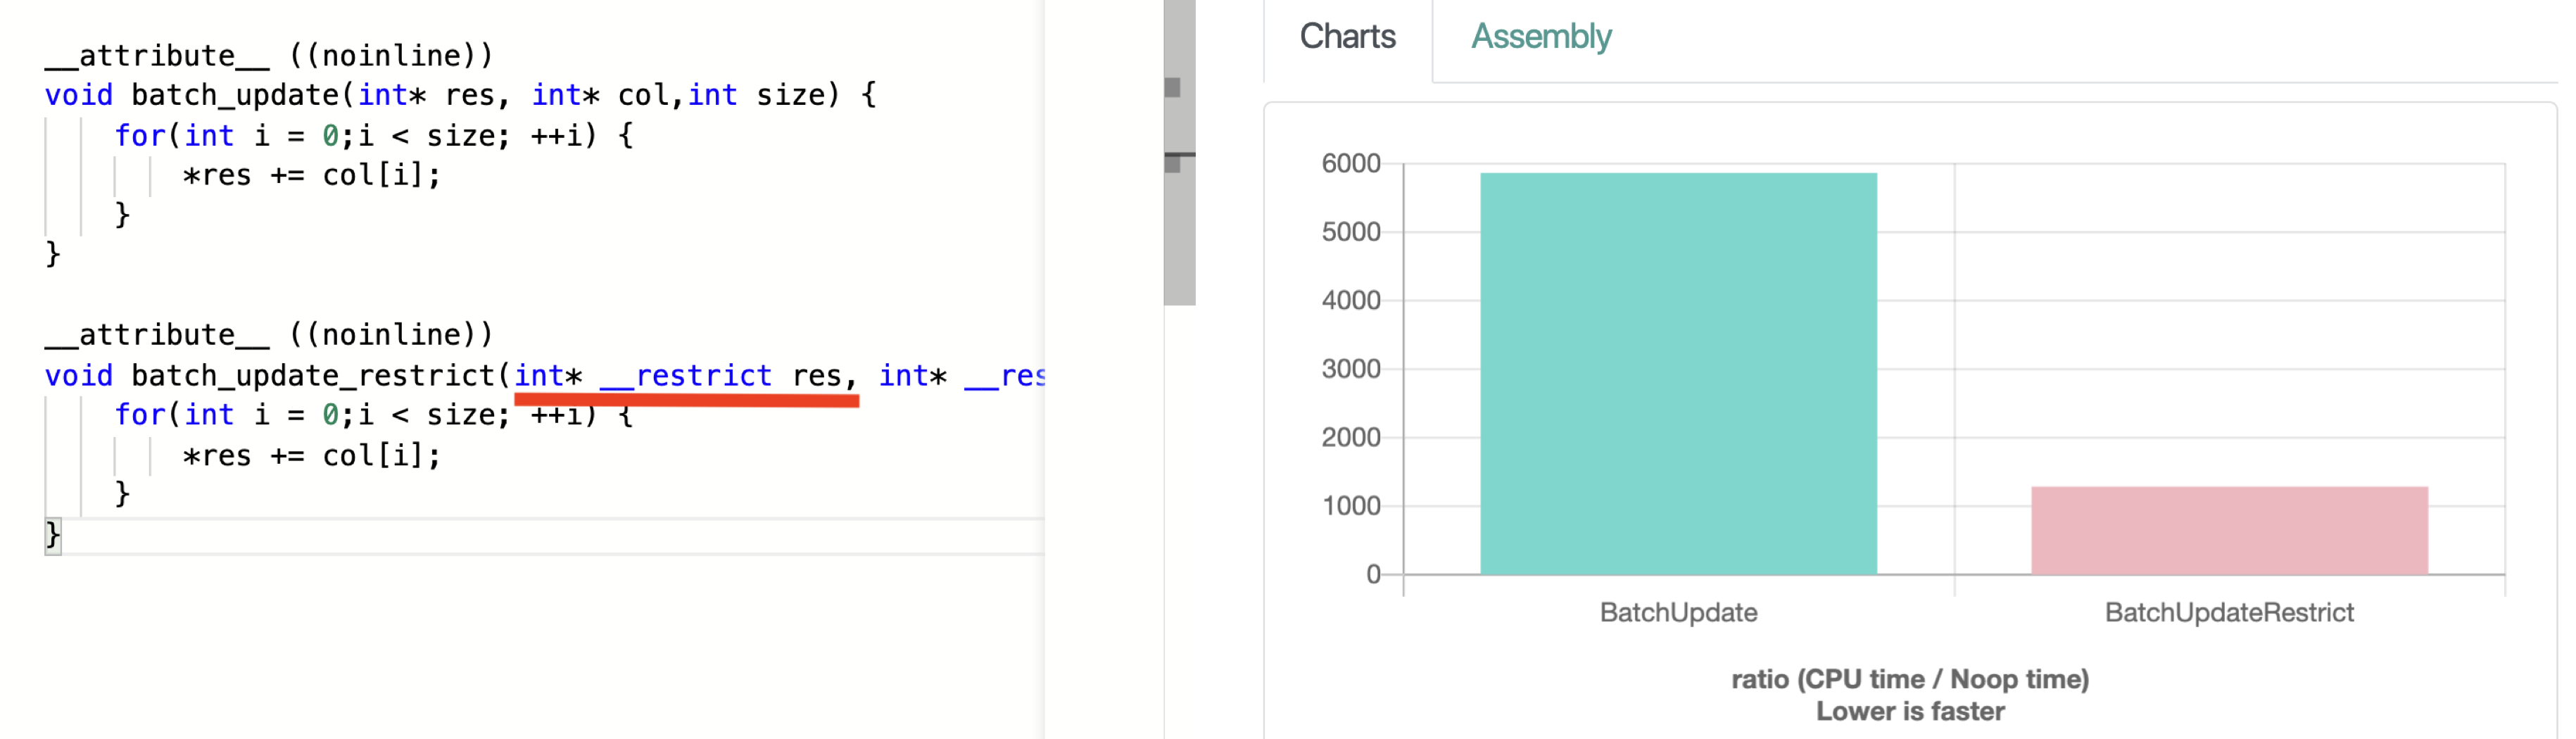 __attribute__ ((noinline))
void batch_update(int* res, int* col,int size) {
for(int i = 0;i < size; ++i) {
*res += col[i];
}
}
__attribute__ ((noinline))
void batch_update_restrict(int* __restrict res, int* __res
for(int i = 0;i < size; ++i) {
*res += col[i];
}
}
Charts
Assembly
6000
5000
4000
3000
2000
1000
0
BatchUpdate
BatchUpdateRestrict
ratio (CPU time / Noop time)
Lower is faster